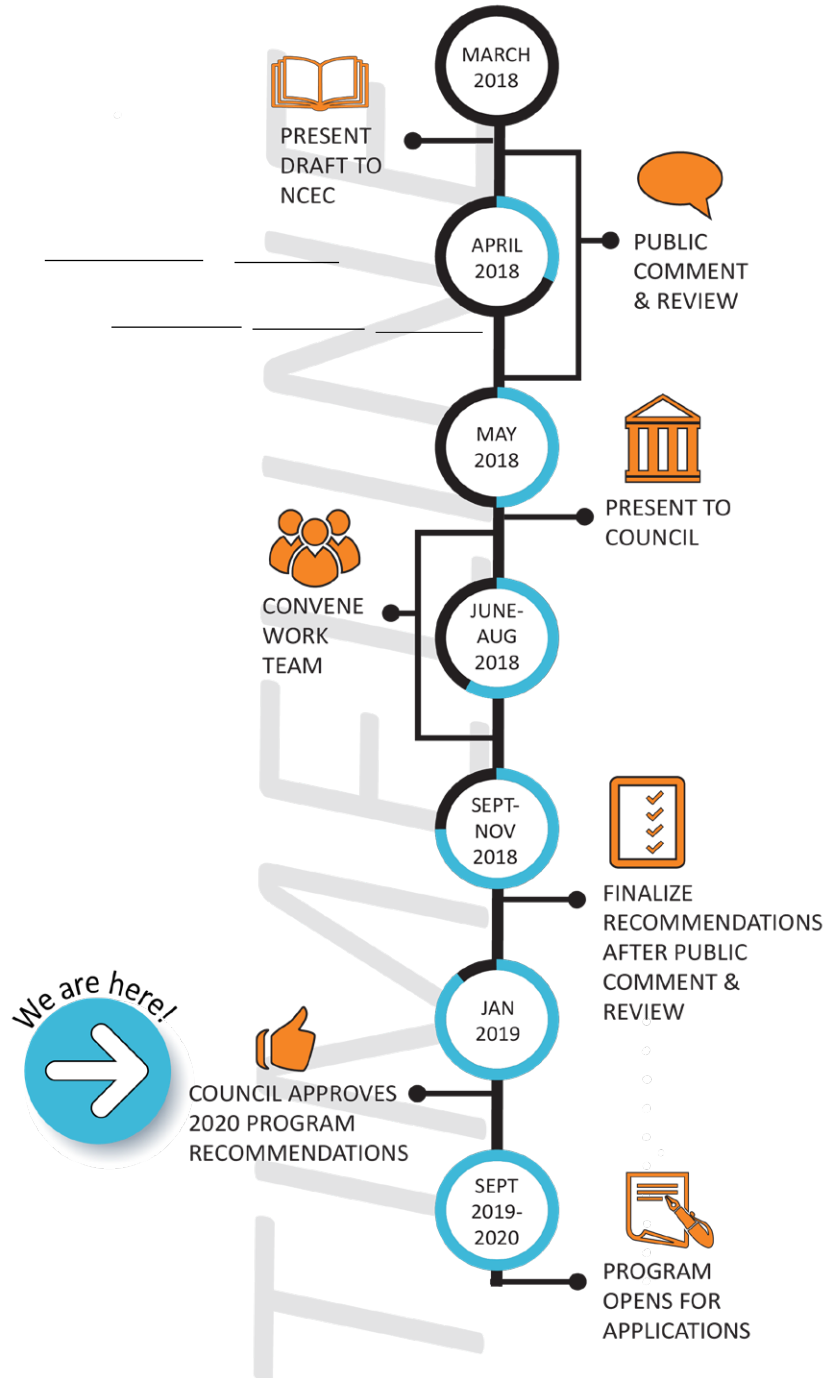 MARCH
2018
PRESENT
DRAFT TO
NCEC
APRIL
2018
PUBLIC
COMMENT
& REVIEW
MAY
2018
PRESENT TO
COUNCIL
CONVENE
WORK
TEAM
JUNE-
AUG
2018
SEPT-
NOV
2018
FINALIZE
RECOMMENDATIONS
AFTER PUBLIC
COMMENT &
REVIEW
JAN
2019
We are here!
COUNCIL APPROVES
2020 PROGRAM
RECOMMENDATIONS
SEPT
2019-
2020
PROGRAM
OPENS FOR
APPLICATIONS
TIMELINE